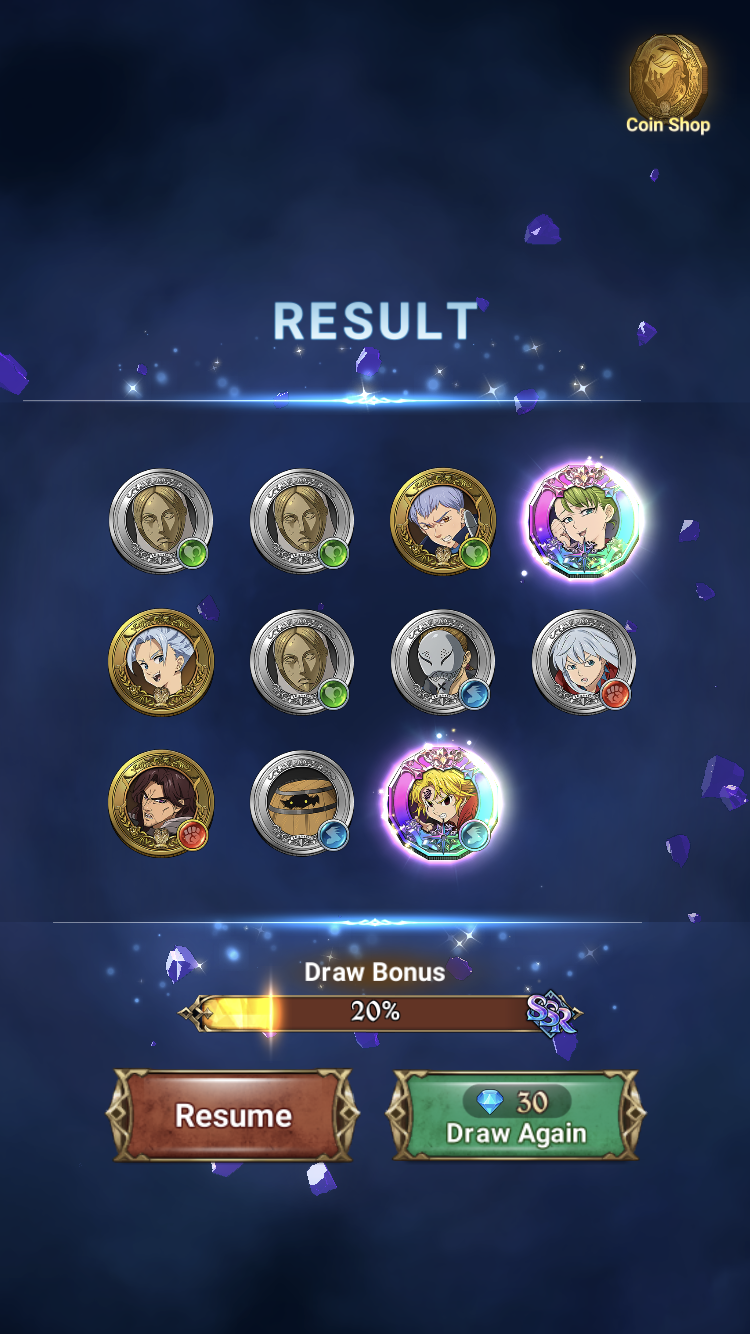 Coin Shop
RESULT
Draw Bonus
20%
SSR
Resume
30
Draw Again